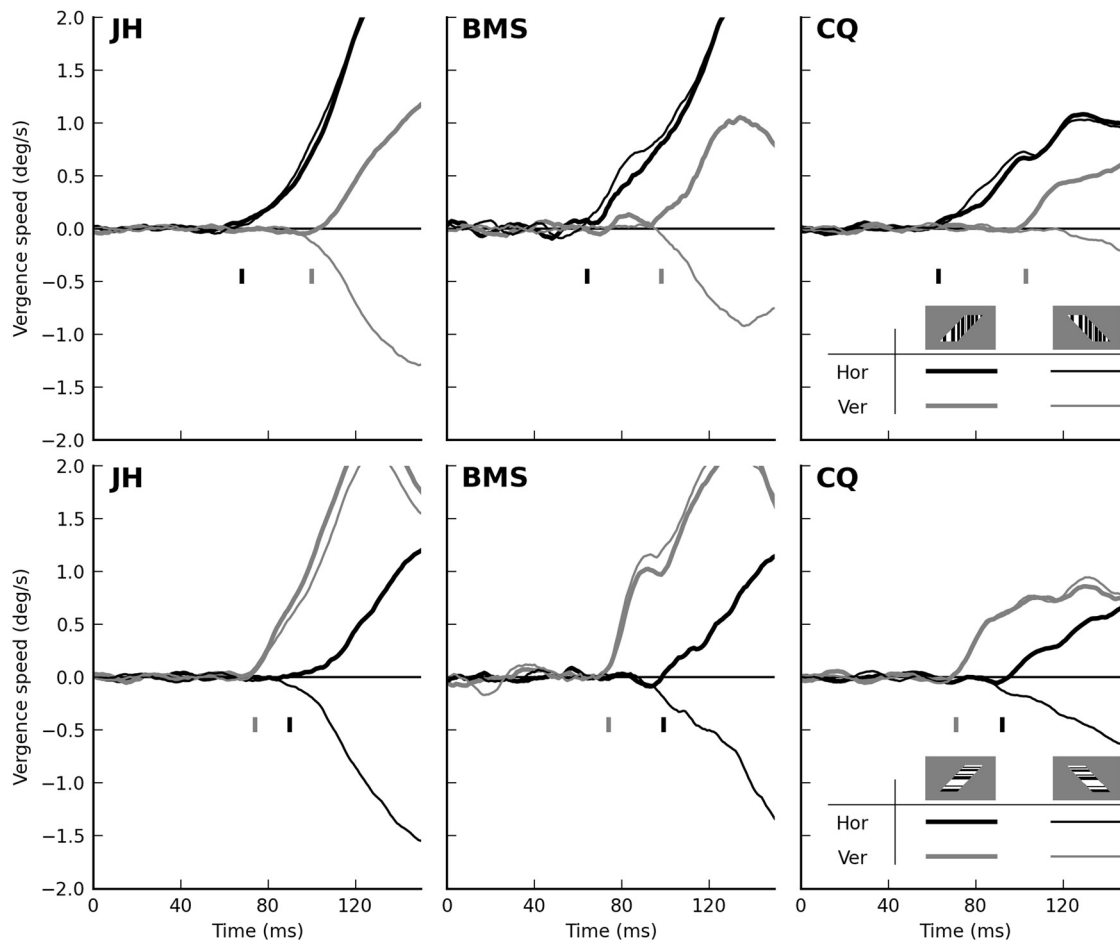 JH BMS CQ
2.0
1.5
1.0
0.5
0.0
−0.5
−1.0
−1.5
−2.0
Vergence speed (deg/s)
Hor
Ver
JH BMS CQ
2.0
1.5
1.0
0.5
0.0
−0.5
−1.0
−1.5
−2.0
Vergence speed (deg/s)
Hor
Ver
0 40 80 120 0 40 80 120 0 40 80 120
Time (ms) Time (ms) Time (ms)